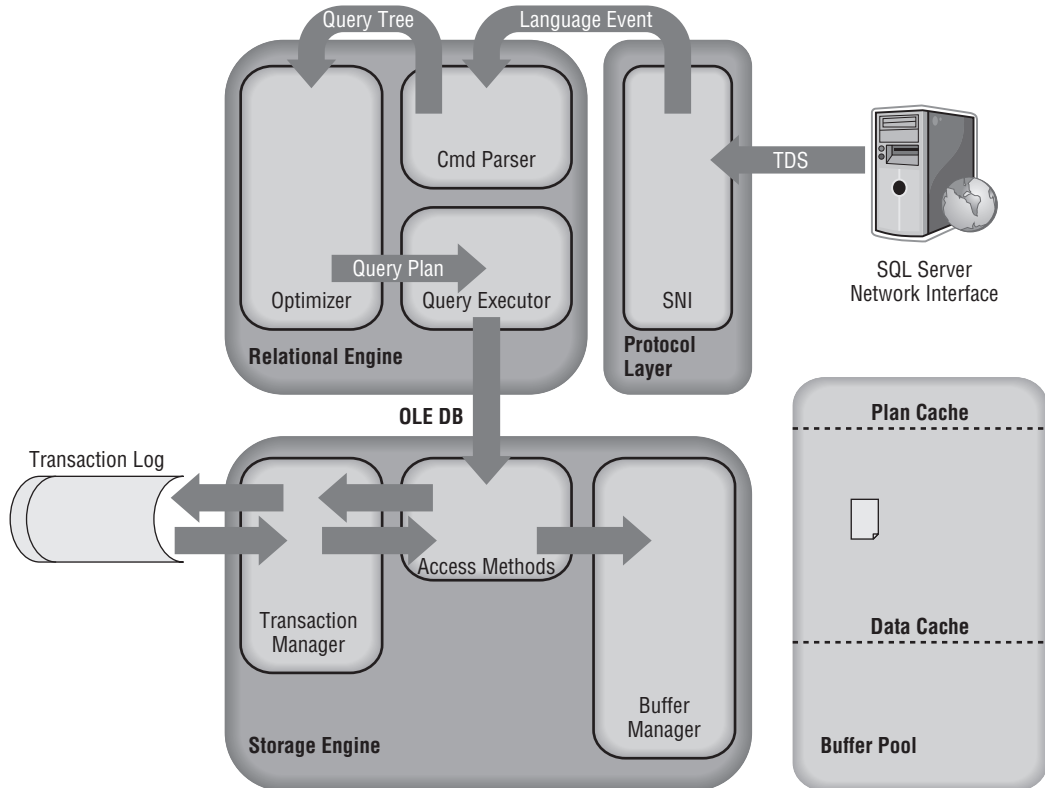 Query Tree
Language Event
Cmd Parser
TDS
Query Plan
Optimizer
Query Executor
SNI
SQL Server
Network Interface
Relational Engine
Protocol
Layer
OLE DB
Plan Cache
Transaction Log
Access Methods
Transaction
Manager
Data Cache
Buffer
Manager
Storage Engine
Buffer Pool